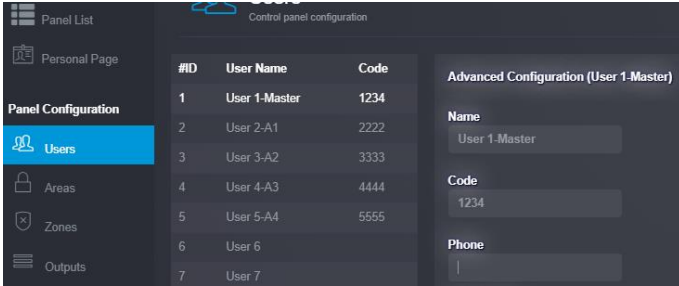 Panel List
Personal Page
Panel Configuration
Users
Areas
Zones
Outputs
Control panel configuration
#ID User Name Code
1 User 1-Master 1234
2 User 2-A1 2222
3 User 3-A2 3333
4 User 4-A3 4444
5 User 5-A4 5555
6 User 6
7 User 7
Advanced Configuration (User 1-Master)
Name
User 1-Master
Code
1234
Phone